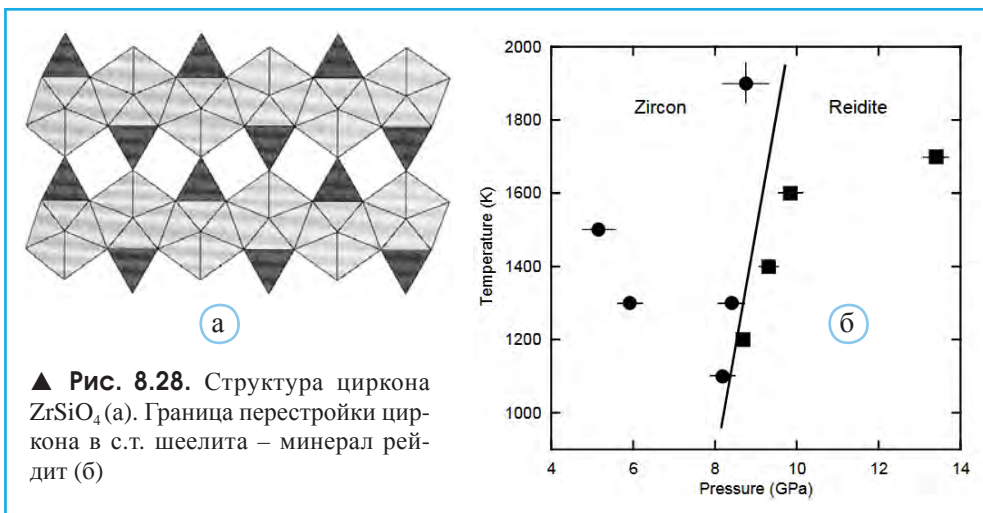 а
▲ Рис. 8.28. Структура циркона
ZrSiO4 (а). Граница перестройки цир-
кона в с.т. шеелита – минерал рей-
дит (б)
2000
1800
1600
1400
1200
1000
Temperature (K)
Zircon
Reidite
б
4 6 8 10 12 14
Pressure (GPa)